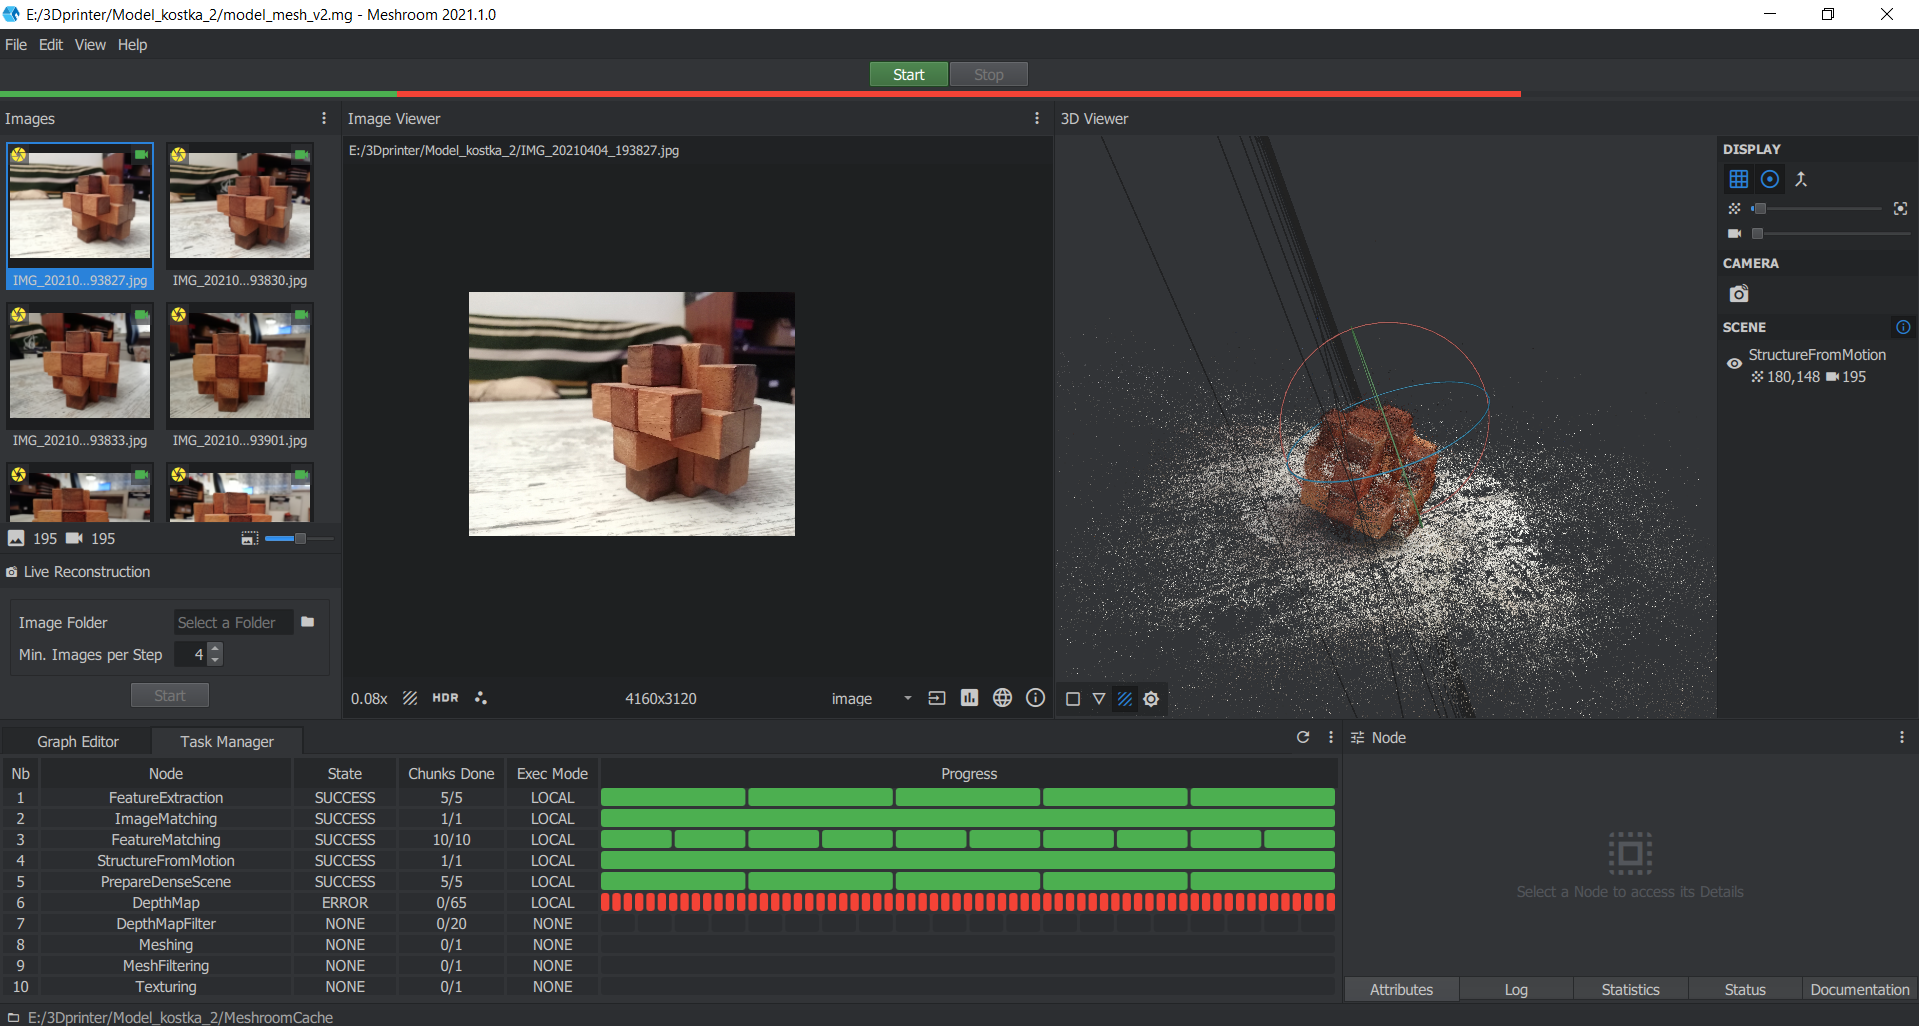 E:/3Dprinter/Model_kostka_2/model_mesh_v2.mg - Meshroom 2021.1.0
File Edit View Help
Start Stop
Images
IMG_20210...93827.jpg IMG_20210...93830.jpg
IMG_20210...93833.jpg IMG_20210...93901.jpg
195 195
Live Reconstruction
Image Folder Select a Folder
Min. Images per Step 4
Start
Image Viewer
E:/3Dprinter/Model_kostka_2/IMG_20210404_193827.jpg
0.08x HDR 4160x3120 image
3D Viewer
DISPLAY
CAMERA
SCENE
StructureFromMotion
180,148 195
Graph Editor Task Manager
Nb Node State Chunks Done Exec Mode Progress
1 FeatureExtraction SUCCESS 5/5 LOCAL
2 ImageMatching SUCCESS 1/1 LOCAL
3 FeatureMatching SUCCESS 10/10 LOCAL
4 StructureFromMotion SUCCESS 1/1 LOCAL
5 PrepareDenseScene SUCCESS 5/5 LOCAL
6 DepthMap ERROR 0/65 LOCAL
7 DepthMapFilter NONE 0/20 NONE
8 Meshing NONE 0/1 NONE
9 MeshFiltering NONE 0/1 NONE
10 Texturing NONE 0/1 NONE
Node
Select a Node to access its Details
Attributes Log Statistics Status Documentation
E:/3Dprinter/Model_kostka_2/MeshroomCache